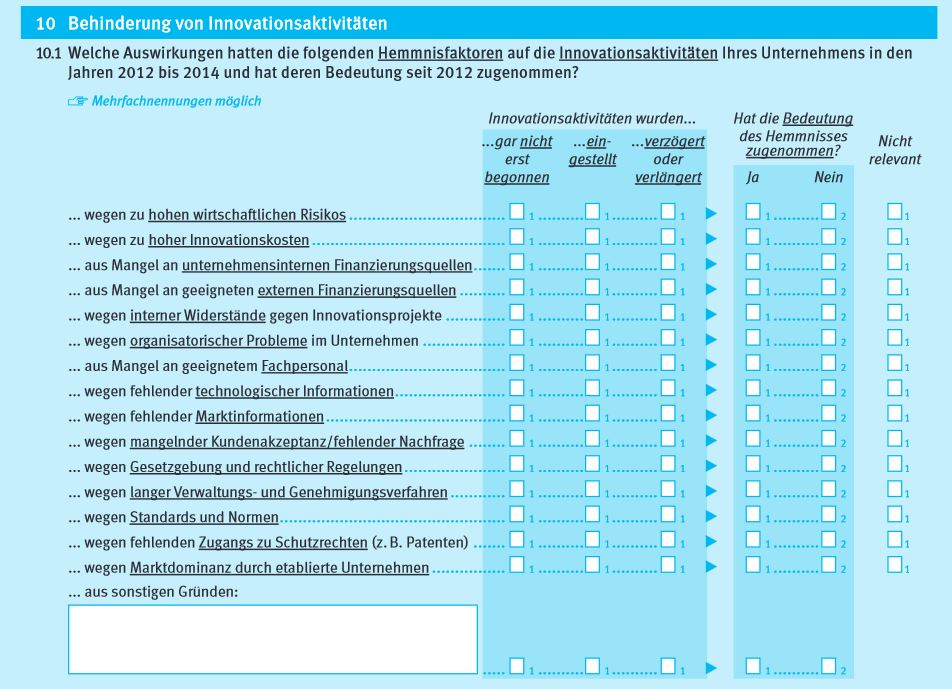 10 Behinderung von Innovationsaktivitäten
10.1 Welche Auswirkungen hatten die folgenden Hemmnisfaktoren auf die Innovationsaktivitäten Ihres Unternehmens in den
Jahren 2012 bis 2014 und hat deren Bedeutung seit 2012 zugenommen?
☞ Mehrfachnennungen möglich
Innovationsaktivitäten wurden... Hat die Bedeutung
des Hemmnisses
zugenommen? Nicht
relevant
...gar nicht ...ein- ...verzögert
erst gestellt oder
begonnen verlängert Ja Nein
... wegen zu hohen wirtschaftlichen Risikos ☐ 1 ☐ 1 ☐ 1 ▶ ☐ 1 ☐ 2 ☐ 1
... wegen zu hoher Innovationskosten ☐ 1 ☐ 1 ☐ 1 ▶ ☐ 1 ☐ 2 ☐ 1
... aus Mangel an unternehmensinternen Finanzierungsquellen ☐ 1 ☐ 1 ☐ 1 ▶ ☐ 1 ☐ 2 ☐ 1
... aus Mangel an geeigneten externen Finanzierungsquellen ☐ 1 ☐ 1 ☐ 1 ▶ ☐ 1 ☐ 2 ☐ 1
... wegen interner Widerstände gegen Innovationsprojekte ☐ 1 ☐ 1 ☐ 1 ▶ ☐ 1 ☐ 2 ☐ 1
... wegen organisatorischer Probleme im Unternehmen ☐ 1 ☐ 1 ☐ 1 ▶ ☐ 1 ☐ 2 ☐ 1
... aus Mangel an geeignetem Fachpersonal ☐ 1 ☐ 1 ☐ 1 ▶ ☐ 1 ☐ 2 ☐ 1
... wegen fehlender technologischer Informationen ☐ 1 ☐ 1 ☐ 1 ▶ ☐ 1 ☐ 2 ☐ 1
... wegen fehlender Marktinformationen ☐ 1 ☐ 1 ☐ 1 ▶ ☐ 1 ☐ 2 ☐ 1
... wegen mangelnder Kundenakzeptanz/fehlender Nachfrage ☐ 1 ☐ 1 ☐ 1 ▶ ☐ 1 ☐ 2 ☐ 1
... wegen Gesetzgebung und rechtlicher Regelungen ☐ 1 ☐ 1 ☐ 1 ▶ ☐ 1 ☐ 2 ☐ 1
... wegen langer Verwaltungs- und Genehmigungsverfahren ☐ 1 ☐ 1 ☐ 1 ▶ ☐ 1 ☐ 2 ☐ 1
... wegen Standards und Normen ☐ 1 ☐ 1 ☐ 1 ▶ ☐ 1 ☐ 2 ☐ 1
... wegen fehlenden Zugangs zu Schutzrechten (z. B. Patenten) ☐ 1 ☐ 1 ☐ 1 ▶ ☐ 1 ☐ 2 ☐ 1
... wegen Marktdominanz durch etablierte Unternehmen ☐ 1 ☐ 1 ☐ 1 ▶ ☐ 1 ☐ 2 ☐ 1
... aus sonstigen Gründen:
☐ 1 ☐ 1 ☐ 1 ▶ ☐ 1 ☐ 2